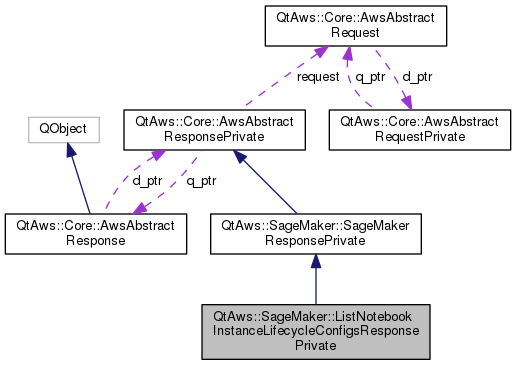 QtAws::Core::AwsAbstract
Request
request
q_ptr
d_ptr
QObject
QtAws::Core::AwsAbstract
ResponsePrivate
QtAws::Core::AwsAbstract
RequestPrivate
d_ptr
q_ptr
QtAws::Core::AwsAbstract
Response
QtAws::SageMaker::SageMaker
ResponsePrivate
QtAws::SageMaker::ListNotebook
InstanceLifecycleConfigsResponse
Private